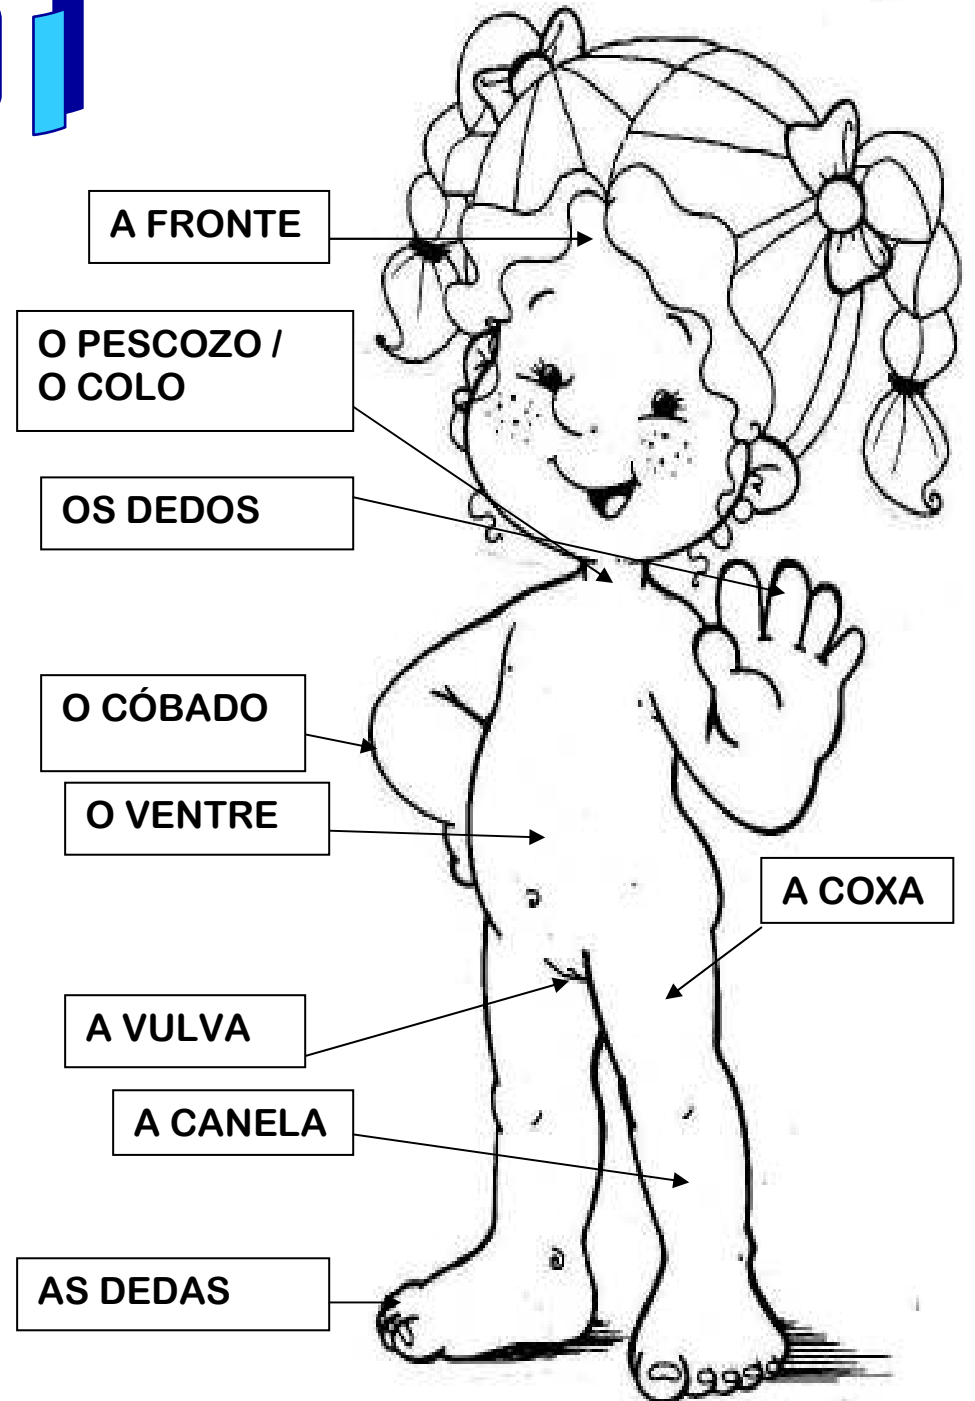 A FRONTE
O PESCOZO /
O COLO
OS DEDOS
O CÓBADO
O VENTRE
A COXA
A VULVA
A CANELA
AS DEDAS